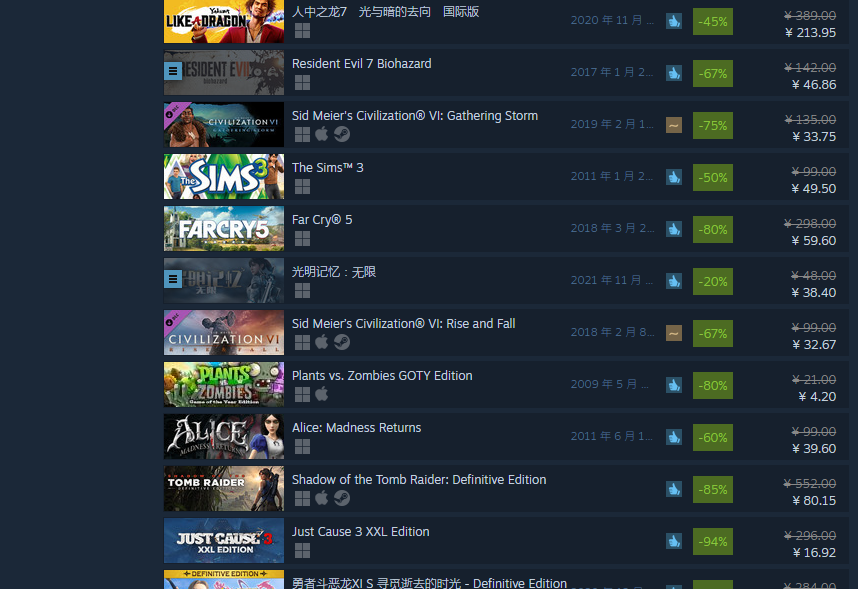 Yakuza
LIKE A DRAGON
人中之龙7 光与暗的去向 国际版
2020 年 11 月 ...
-45%
¥ 389.00
¥ 213.95
RESIDENT EVIL
biohazard
Resident Evil 7 Biohazard
2017 年 1 月 2...
-67%
¥ 142.00
¥ 46.86
DLC
CIVILIZATION VI
GATHERING STORM
Sid Meier's Civilization® VI: Gathering Storm
2019 年 2 月 1...
-75%
¥ 135.00
¥ 33.75
The SIMS 3
The Sims™ 3
2011 年 1 月 2...
-50%
¥ 99.00
¥ 49.50
FARCRY5
Far Cry® 5
2018 年 3 月 2...
-80%
¥ 298.00
¥ 59.60
光明记忆
无限
光明记忆：无限
2021 年 11 月 ...
-20%
¥ 48.00
¥ 38.40
DLC
CIVILIZATION VI
RISE & FALL
Sid Meier's Civilization® VI: Rise and Fall
2018 年 2 月 8...
-67%
¥ 99.00
¥ 32.67
PLANTS VS. ZOMBIES
Game of the Year Edition
Plants vs. Zombies GOTY Edition
2009 年 5 月 ...
-80%
¥ 21.00
¥ 4.20
ALICE
MADNESS RETURNS
Alice: Madness Returns
2011 年 6 月 1...
-60%
¥ 99.00
¥ 39.60
SHADOW OF THE
TOMB RAIDER
DEFINITIVE EDITION
Shadow of the Tomb Raider: Definitive Edition
-85%
¥ 552.00
¥ 80.15
JUST CAUSE 3
XXL EDITION
Just Cause 3 XXL Edition
-94%
¥ 296.00
¥ 16.92
DEFINITIVE EDITION
勇者斗恶龙XI S 寻觅逝去的时光 - Definitive Edition
¥ 284.00